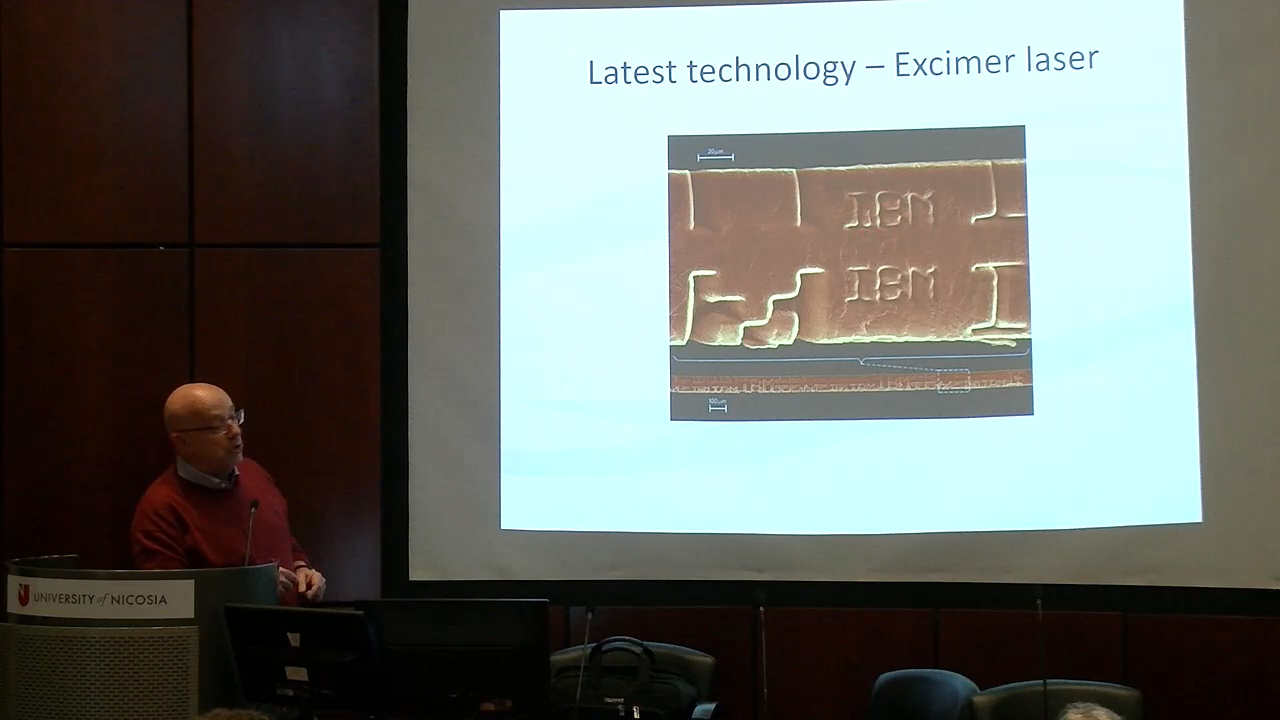 Latest technology – Excimer laser
20µm
IBM
IBM
100µm
UNIVERSITY of NICOSIA